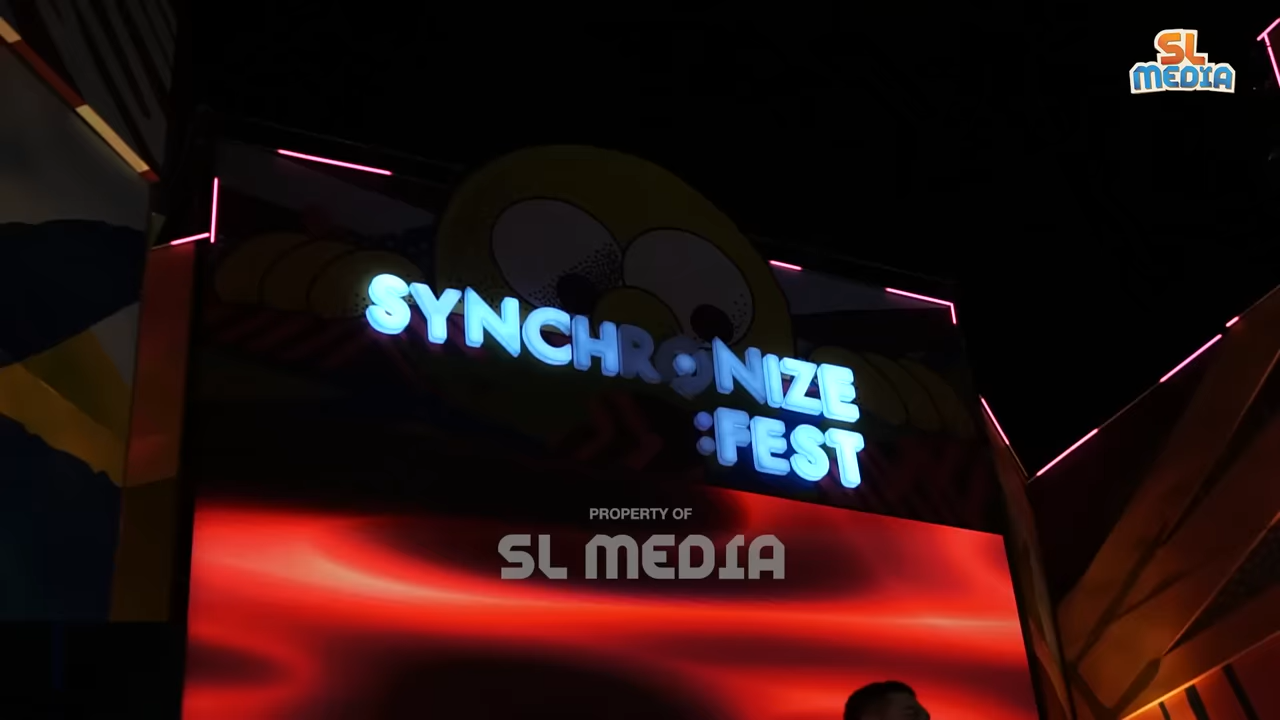 SL
MEDIA
SYNCHRONIZE
:FEST
PROPERTY OF
SL MEDIA